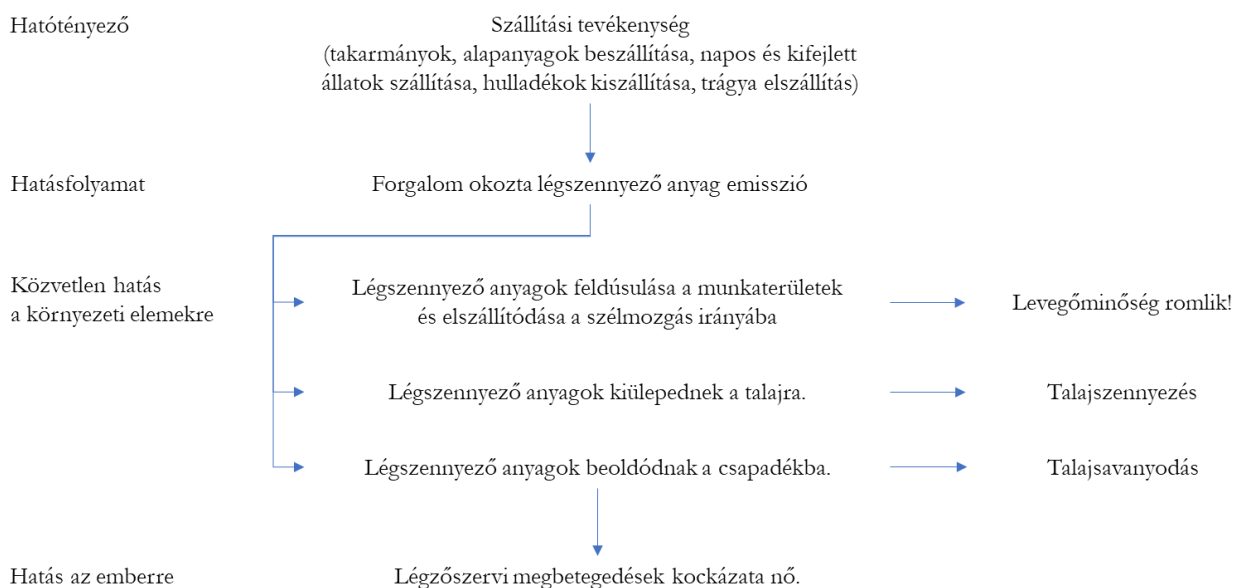 Hatótényező
Szállítási tevékenység
(takarmányok, alapanyagok beszállítása, napos és kifejlett
állatok szállítása, hulladékok kiszállítása, trágya elszállítás)
Hatásfolyamat
Forgalom okozta légszennyező anyag emisszió
Közvetlen hatás
a környezeti elemekre
Légszennyező anyagok feldúsulása a munkaterületek
és elszállítódása a szélmozgás irányába
Levegőminőség romlik!
Légszennyező anyagok kiülepednek a talajra.
Talajszennyezés
Légszennyező anyagok beoldódnak a csapadékba.
Talajsavanyodás
Hatás az emberre
Légzőszervi megbetegedések kockázata nő.